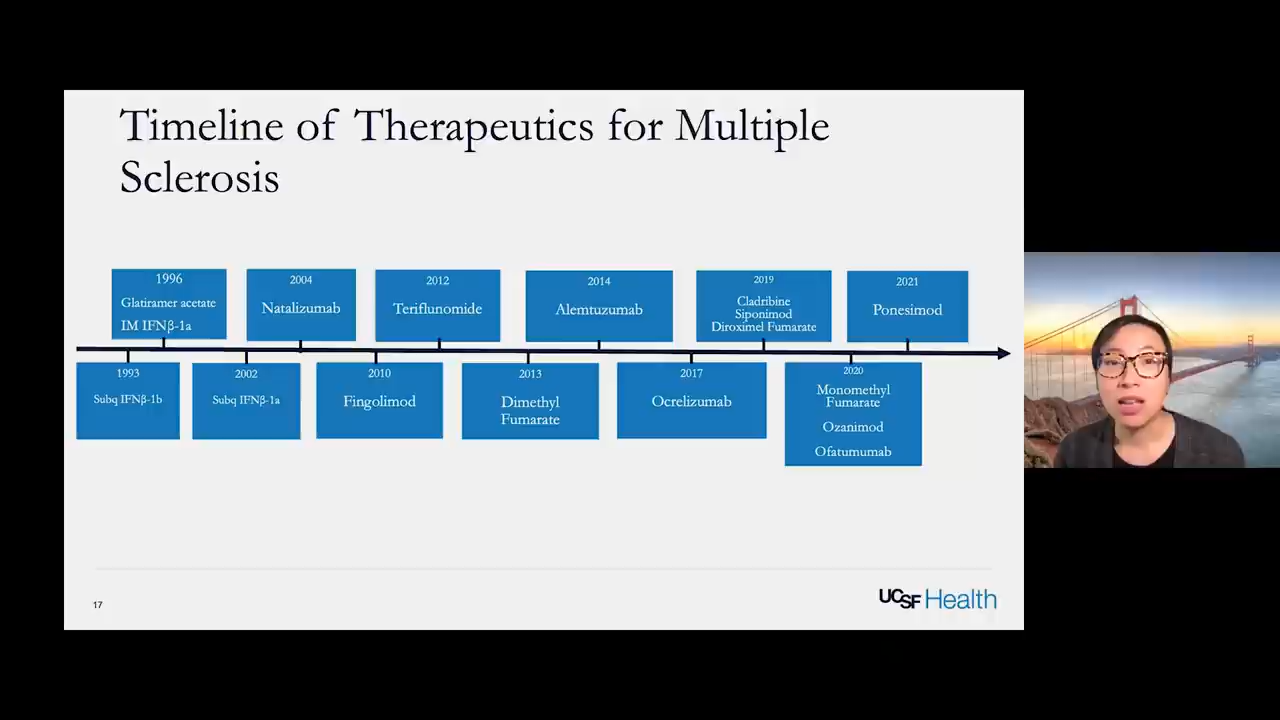 Timeline of Therapeutics for Multiple
Sclerosis
1996
Glatiramer acetate
IM IFNβ-1a
2004
Natalizumab
2012
Teriflunomide
2014
Alemtuzumab
2019
Cladribine
Siponimod
Diroximel Fumarate
2021
Ponesimod
1993
Subq IFNβ-1b
2002
Subq IFNβ-1a
2010
Fingolimod
2013
Dimethyl
Fumarate
2017
Ocrelizumab
2020
Monomethyl
Fumarate
Ozanimod
Ofatumumab
17
UCSF Health